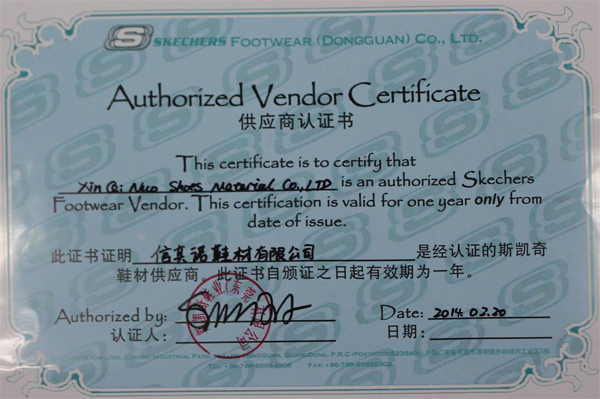 S SKECHERS FOOTWEAR (DONGGUAN) CO., LTD.
Authorized Vendor Certificate
供应商认证书
This certificate is to certify that
Xin Qi Nuo Shoes Material Co.,LTD is an authorized Skechers
Footwear Vendor. This certification is valid for one year only from
date of issue.
此证书证明 信其诺鞋材有限公司 是经认证的斯凯奇
鞋材供应商。此证书自颁证之日起有效期为一年。
Authorized by: Date: 2014.02.20
认证人: 日期:
Industrial Park, DongGuan, GuangDong, P.R.C